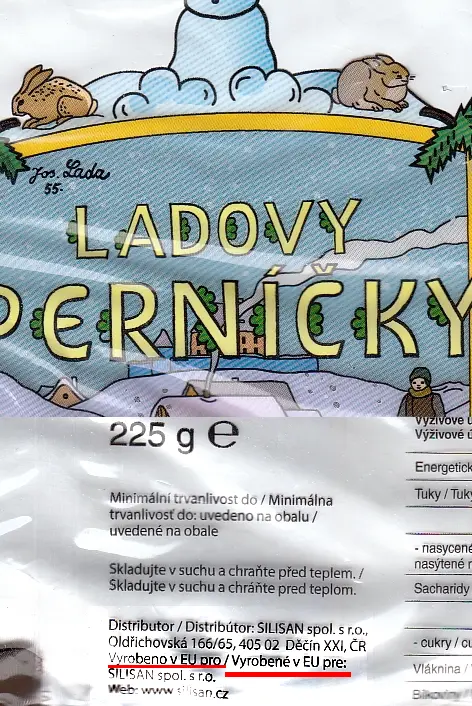 Jos. Lada
55-
LADOVY
PERNÍČKY
225 g e
Minimální trvanlivost do / Minimálna
trvanlivosť do: uvedeno na obalu /
uvedené na obale
Skladujte v suchu a chraňte před teplem. /
Skladujte v suchu a chráňte pred teplom.
Distributor / Distribútor: SILISAN spol. s r.o.,
Oldřichovská 166/65, 405 02 Děčín XXI, ČR
Vyrobeno v EU pro / Vyrobené v EU pre:
SILISAN spol. s r.o.
Web: www.silisan.cz
Výživové ú
Výživové ú
Energetick
Tuky / Tuky
- nasycené
nasýtené m
Sacharidy
- cukry / cu
Vláknina /
Bílkoviny